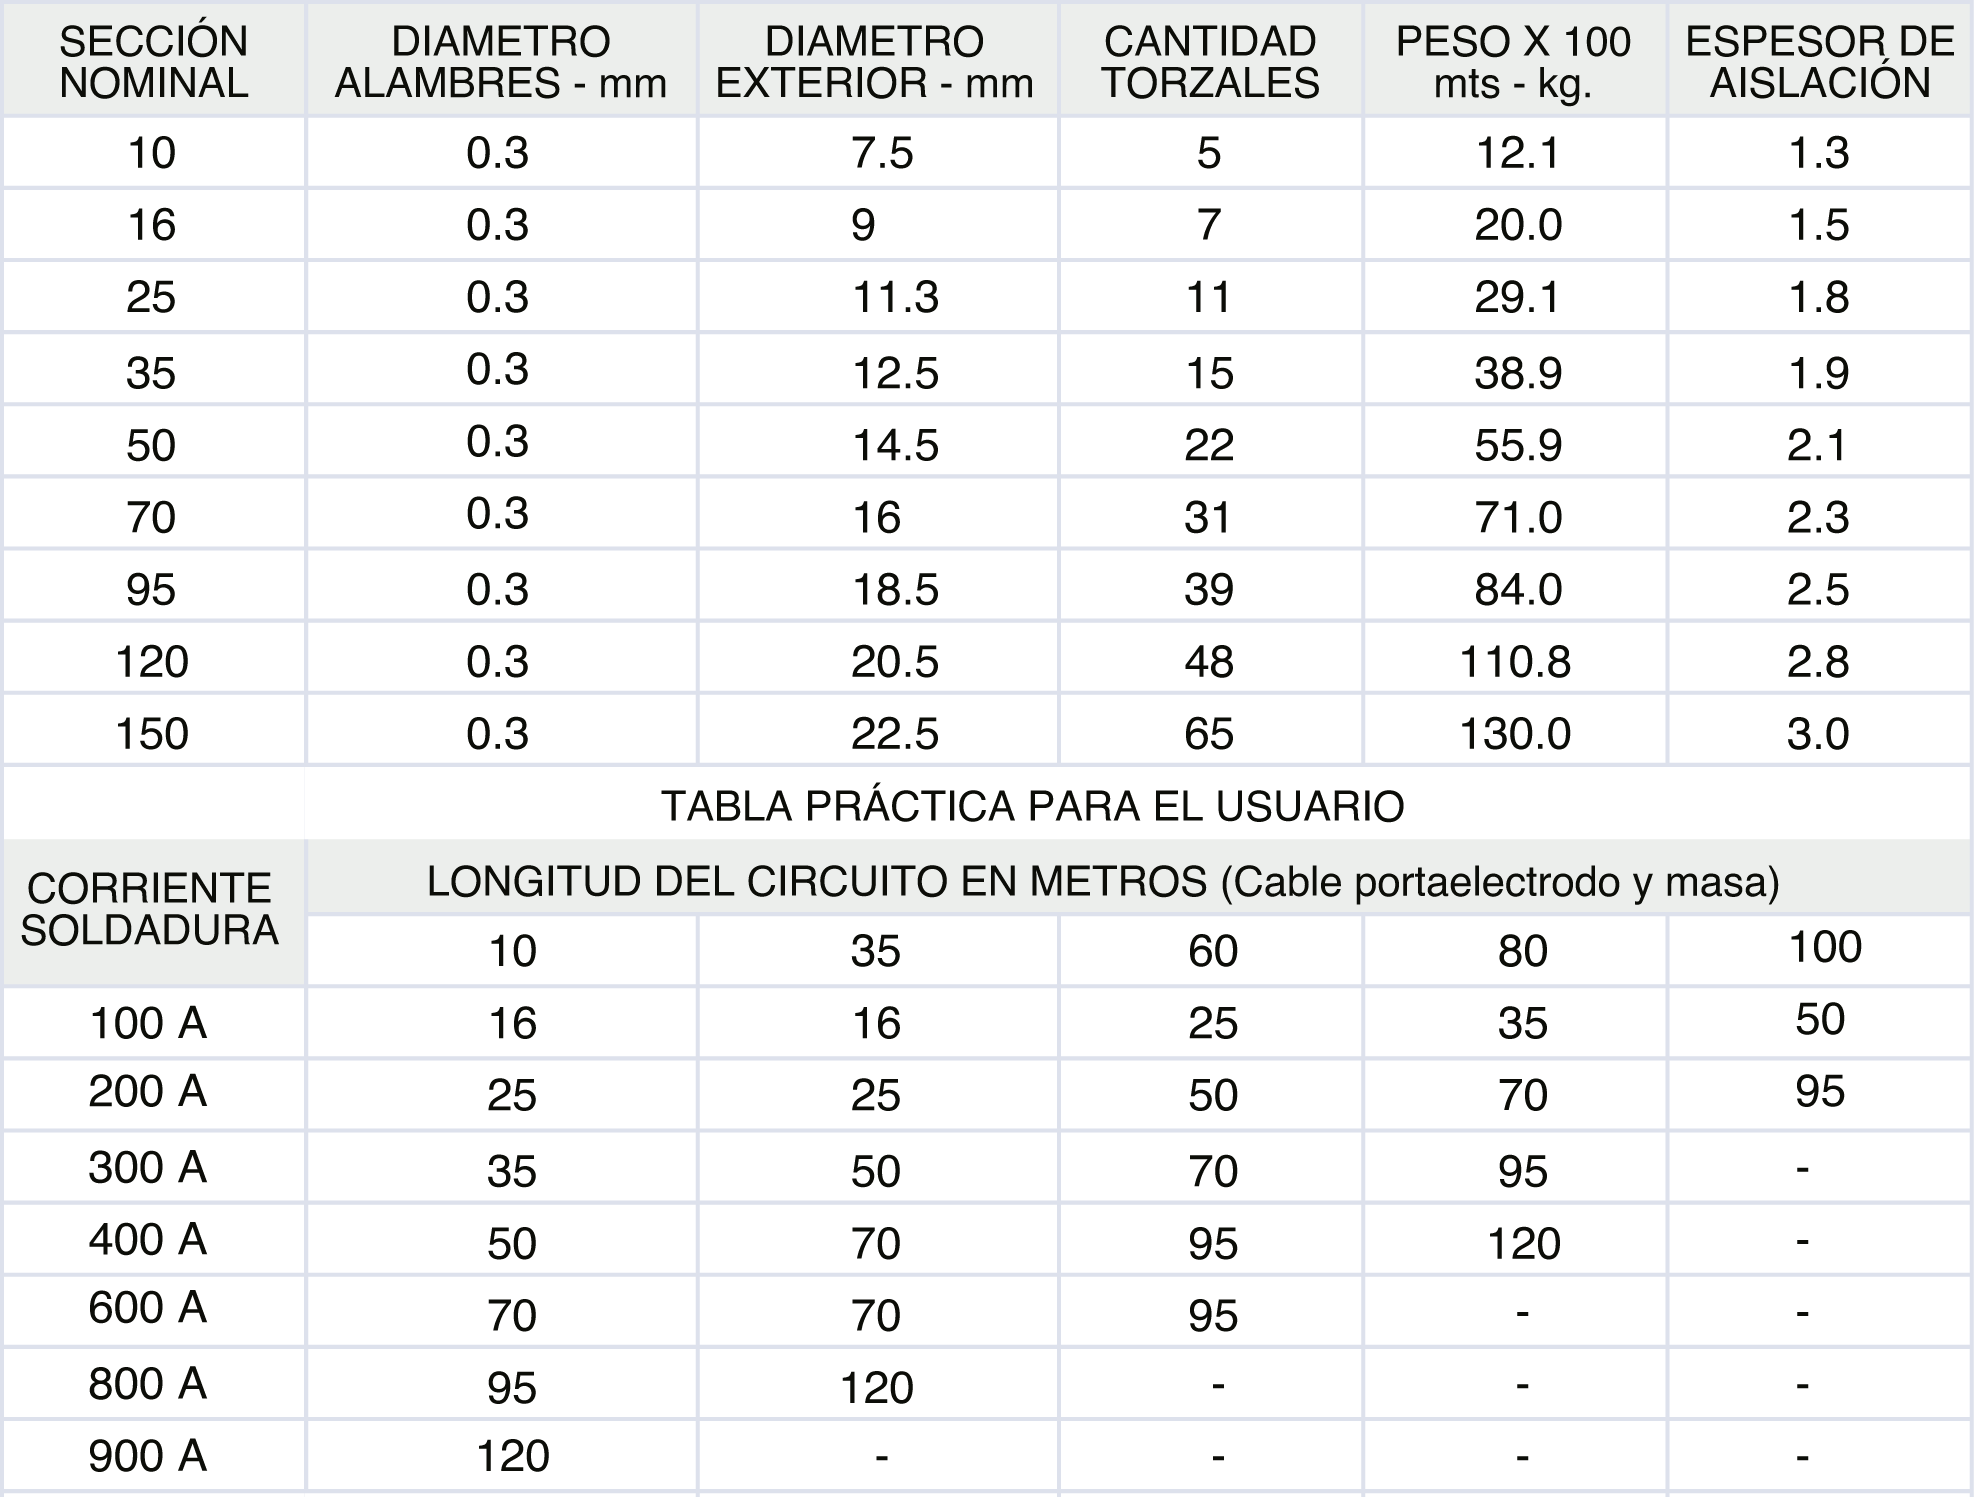 SECCIÓN NOMINAL | DIAMETRO ALAMBRES - mm | DIAMETRO EXTERIOR - mm | CANTIDAD TORZALES | PESO X 100 mts - kg. | ESPESOR DE AISLACIÓN
10 | 0.3 | 7.5 | 5 | 12.1 | 1.3
16 | 0.3 | 9 | 7 | 20.0 | 1.5
25 | 0.3 | 11.3 | 11 | 29.1 | 1.8
35 | 0.3 | 12.5 | 15 | 38.9 | 1.9
50 | 0.3 | 14.5 | 22 | 55.9 | 2.1
70 | 0.3 | 16 | 31 | 71.0 | 2.3
95 | 0.3 | 18.5 | 39 | 84.0 | 2.5
120 | 0.3 | 20.5 | 48 | 110.8 | 2.8
150 | 0.3 | 22.5 | 65 | 130.0 | 3.0
TABLA PRÁCTICA PARA EL USUARIO
CORRIENTE SOLDADURA | LONGITUD DEL CIRCUITO EN METROS (Cable portaelectrodo y masa)
10 | 35 | 60 | 80 | 100
100 A | 16 | 16 | 25 | 35 | 50
200 A | 25 | 25 | 50 | 70 | 95
300 A | 35 | 50 | 70 | 95 | -
400 A | 50 | 70 | 95 | 120 | -
600 A | 70 | 70 | 95 | - | -
800 A | 95 | 120 | - | - | -
900 A | 120 | - | - | - | -